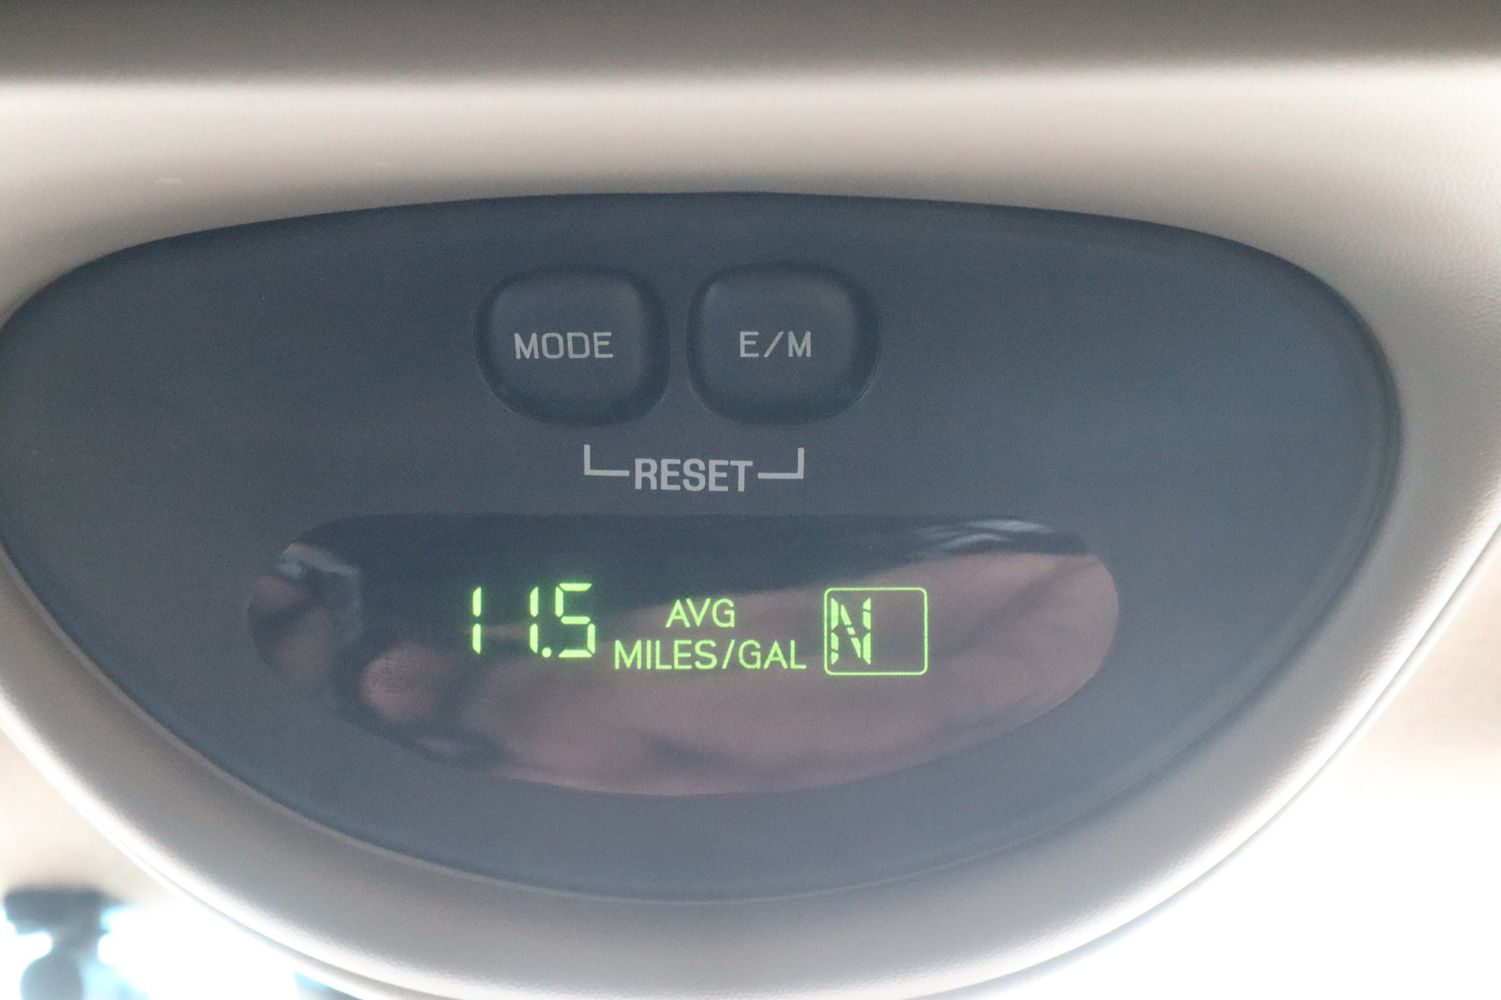 MODE E/M
RESET
11.5 AVG MILES/GAL N